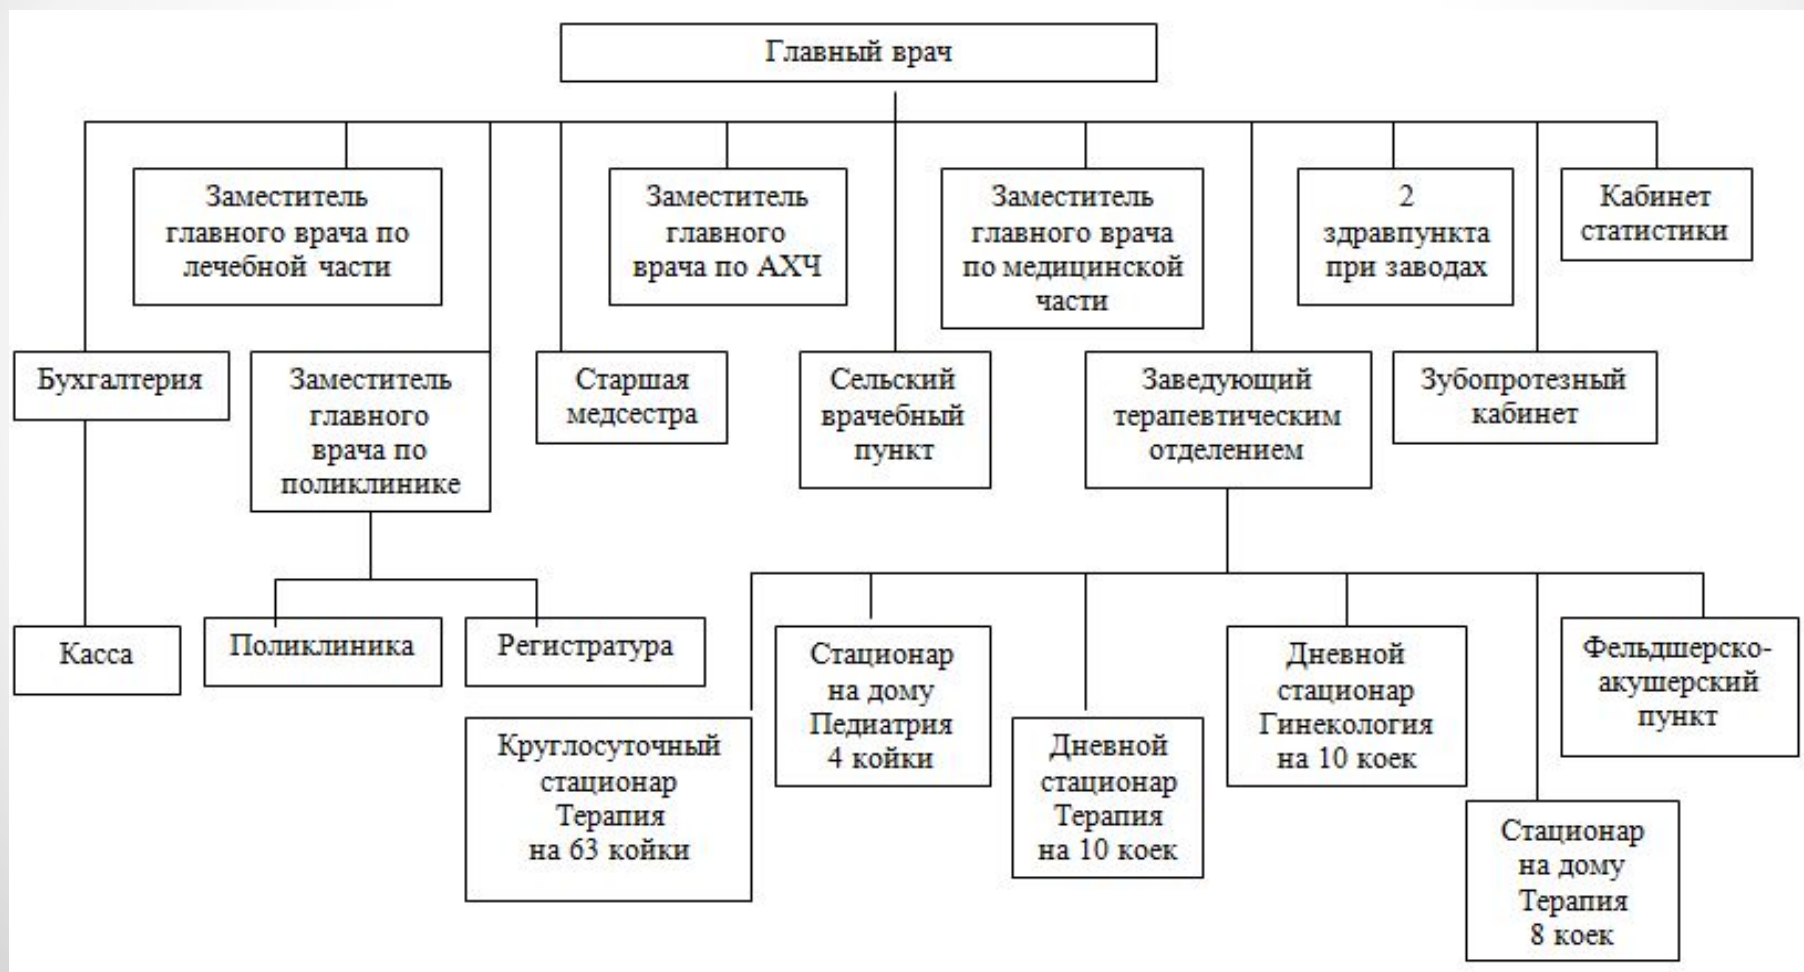 Главный врач
Заместитель
главного врача по
лечебной части
Заместитель
главного
врача по АХЧ
Заместитель
главного врача
по медицинской
части
2
здравпункта
при заводах
Кабинет
статистики
Бухгалтерия
Заместитель
главного
врача по
поликлинике
Старшая
медсестра
Сельский
врачебный
пункт
Заведующий
терапевтическим
отделением
Зубопротезный
кабинет
Касса
Поликлиника
Регистратура
Круглосуточный
стационар
Терапия
на 63 койки
Стационар
на дому
Педиатрия
4 койки
Дневной
стационар
Терапия
на 10 коек
Дневной
стационар
Гинекология
на 10 коек
Стационар
на дому
Терапия
8 коек
Фельдшерско-
акушерский
пункт